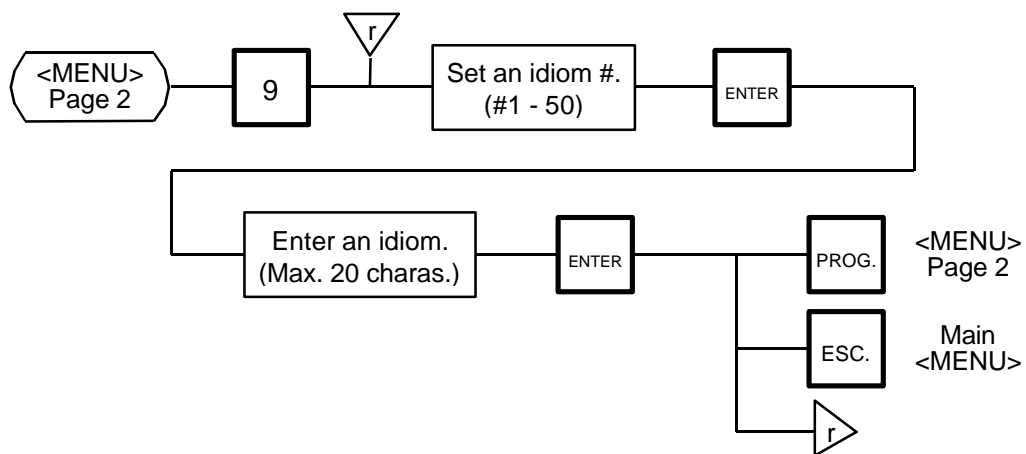 r
<MENU>
Page 2
9
Set an idiom #.
(#1 - 50)
ENTER
Enter an idiom.
(Max. 20 charas.)
ENTER
PROG.
<MENU>
Page 2
ESC.
Main
<MENU>
r